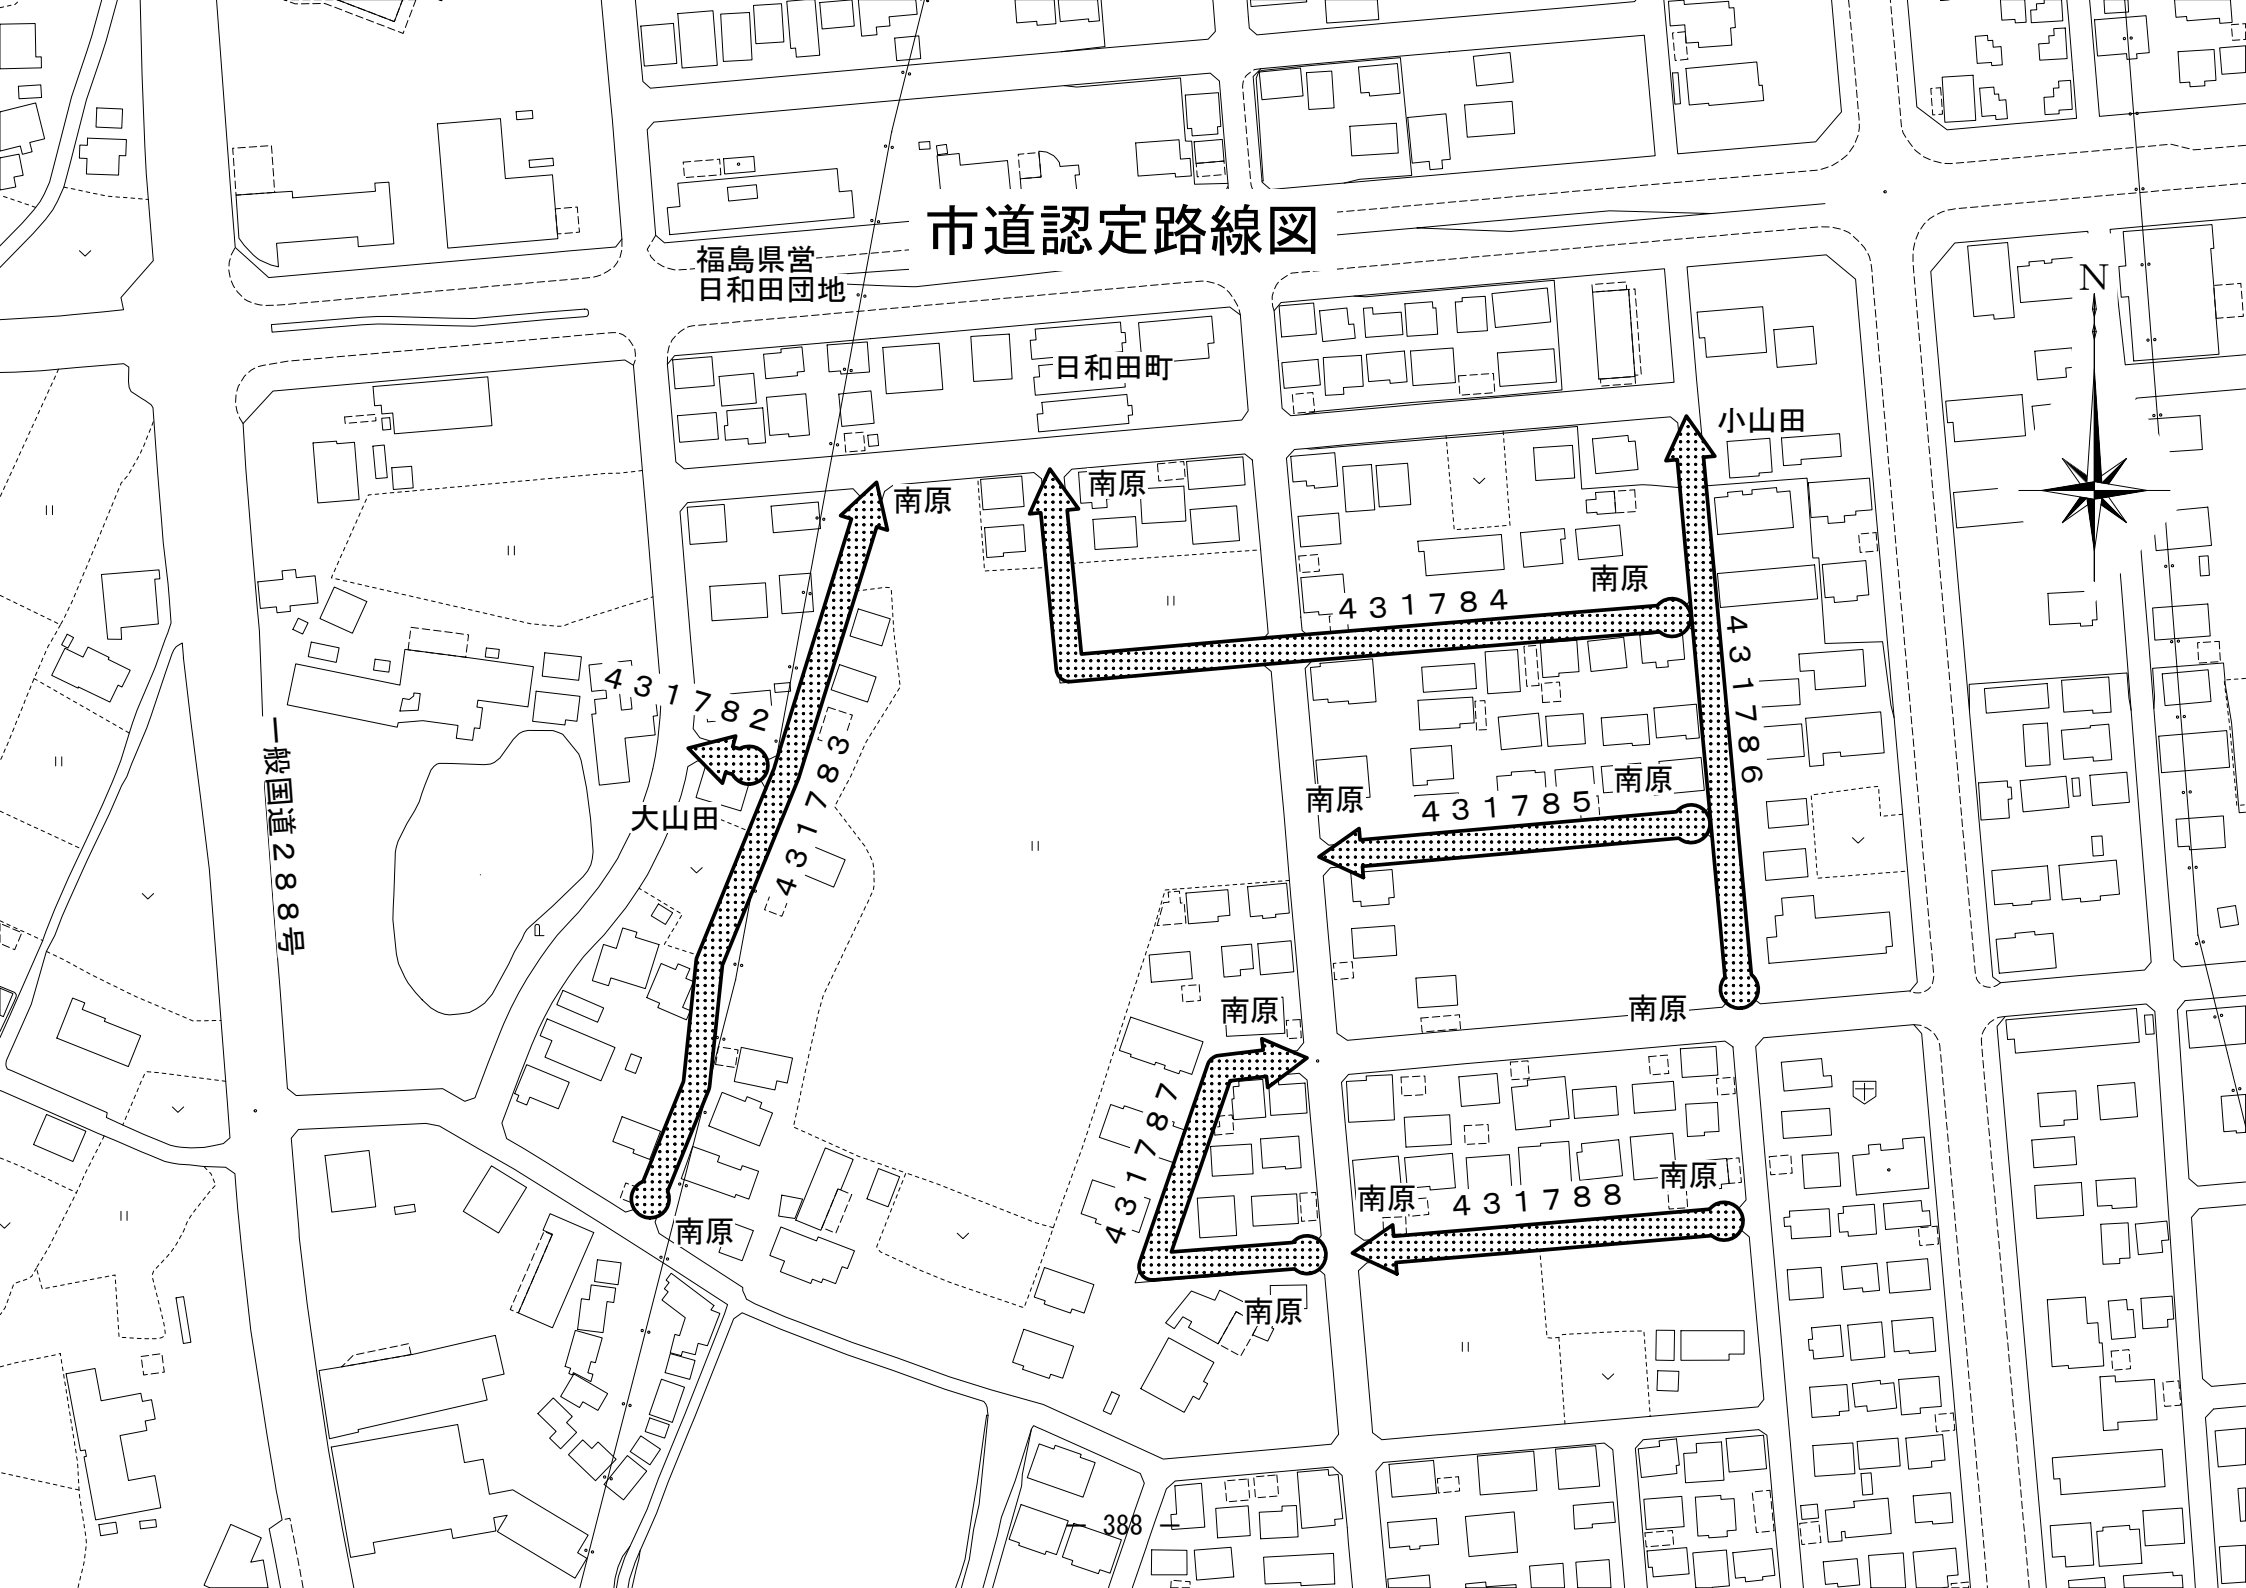 市道認定路線図
福島県営
日和田団地
N
日和田町
小山田
南原
南原
南原
431784
431786
431782
431783
一般国道288号
大山田
南原
南原
431785
南原
南原
431787
南原
南原
431788
南原
南原
- 388 -